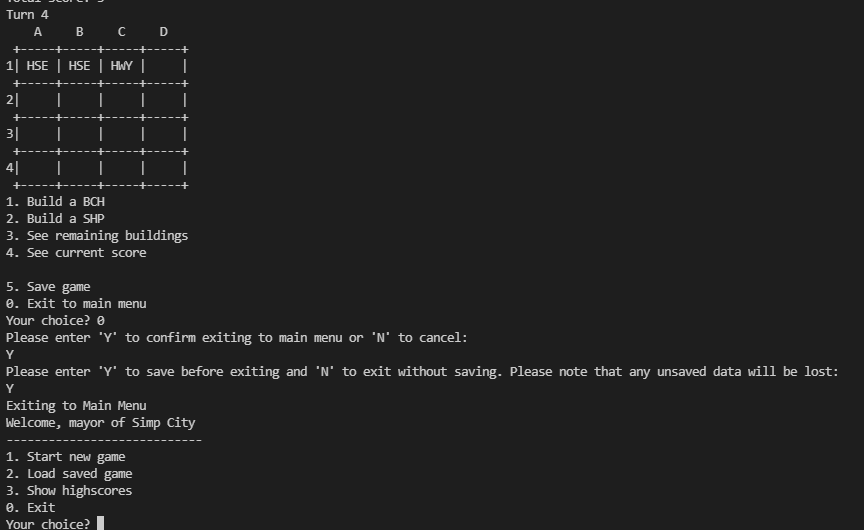 Total score: 3
Turn 4
    A     B     C     D
 +-----+-----+-----+-----+
1| HSE | HSE | HWY |     |
 +-----+-----+-----+-----+
2|     |     |     |     |
 +-----+-----+-----+-----+
3|     |     |     |     |
 +-----+-----+-----+-----+
4|     |     |     |     |
 +-----+-----+-----+-----+
1. Build a BCH
2. Build a SHP
3. See remaining buildings
4. See current score

5. Save game
0. Exit to main menu
Your choice? 0
Please enter 'Y' to confirm exiting to main menu or 'N' to cancel:
Y
Please enter 'Y' to save before exiting and 'N' to exit without saving. Please note that any unsaved data will be lost:
Y
Exiting to Main Menu
Welcome, mayor of Simp City
----------------------------
1. Start new game
2. Load saved game
3. Show highscores
0. Exit
Your choice?